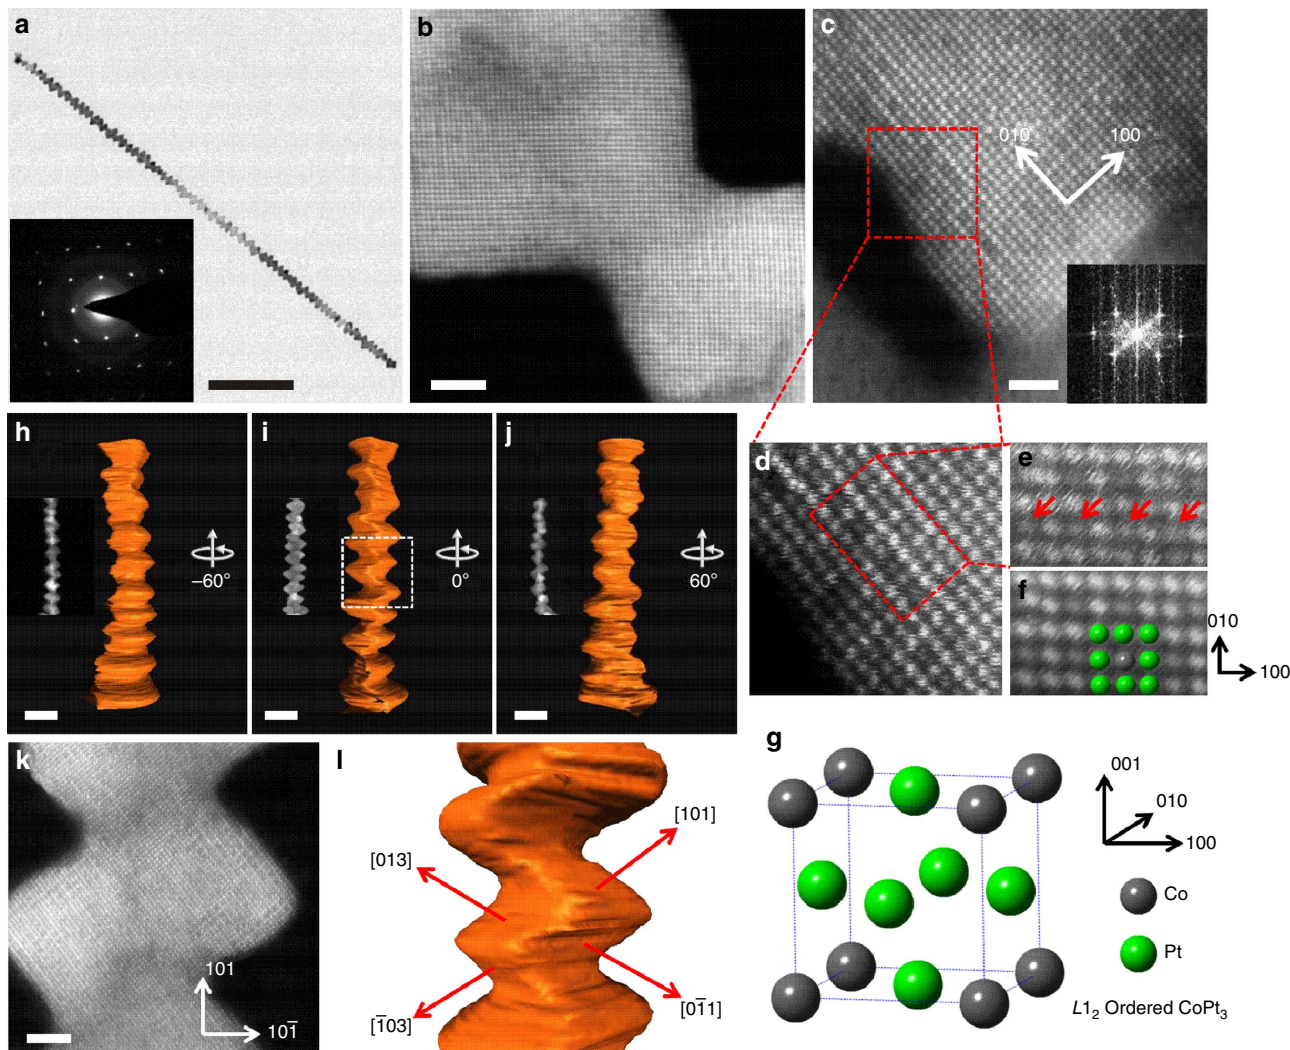 a
b
c
010
100
h
−60°
i
0°
j
60°
d
e
f
010
100
k
101
101̄
l
[101]
[013]
[1̄03]
[01̄1]
g
001
010
100
Co
Pt
L1₂ Ordered CoPt₃